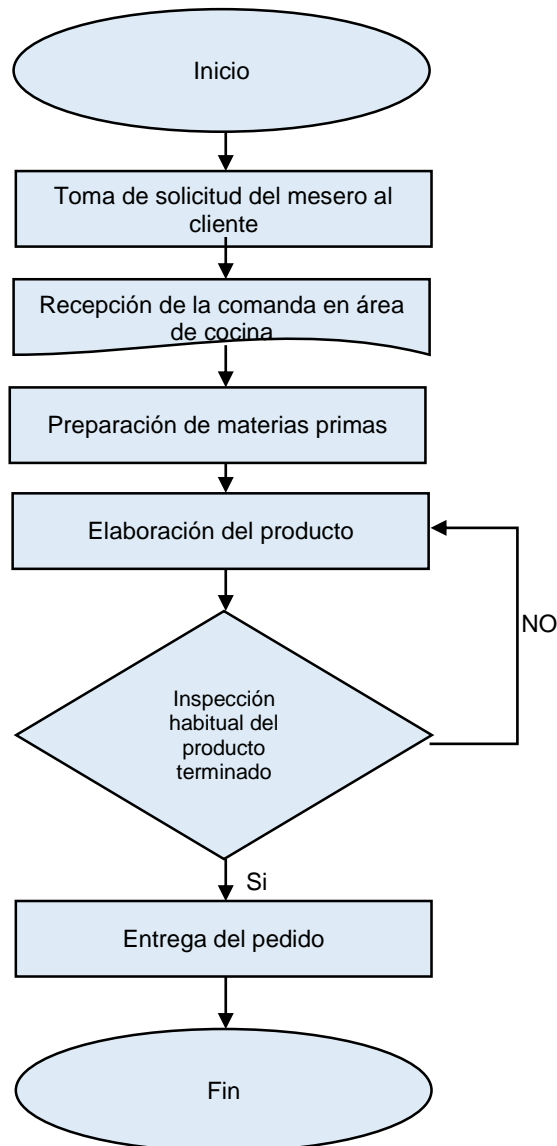 Inicio
Toma de solicitud del mesero al
cliente
Recepción de la comanda en área
de cocina
Preparación de materias primas
Elaboración del producto
NO
Inspección
habitual del
producto
terminado
Si
Entrega del pedido
Fin